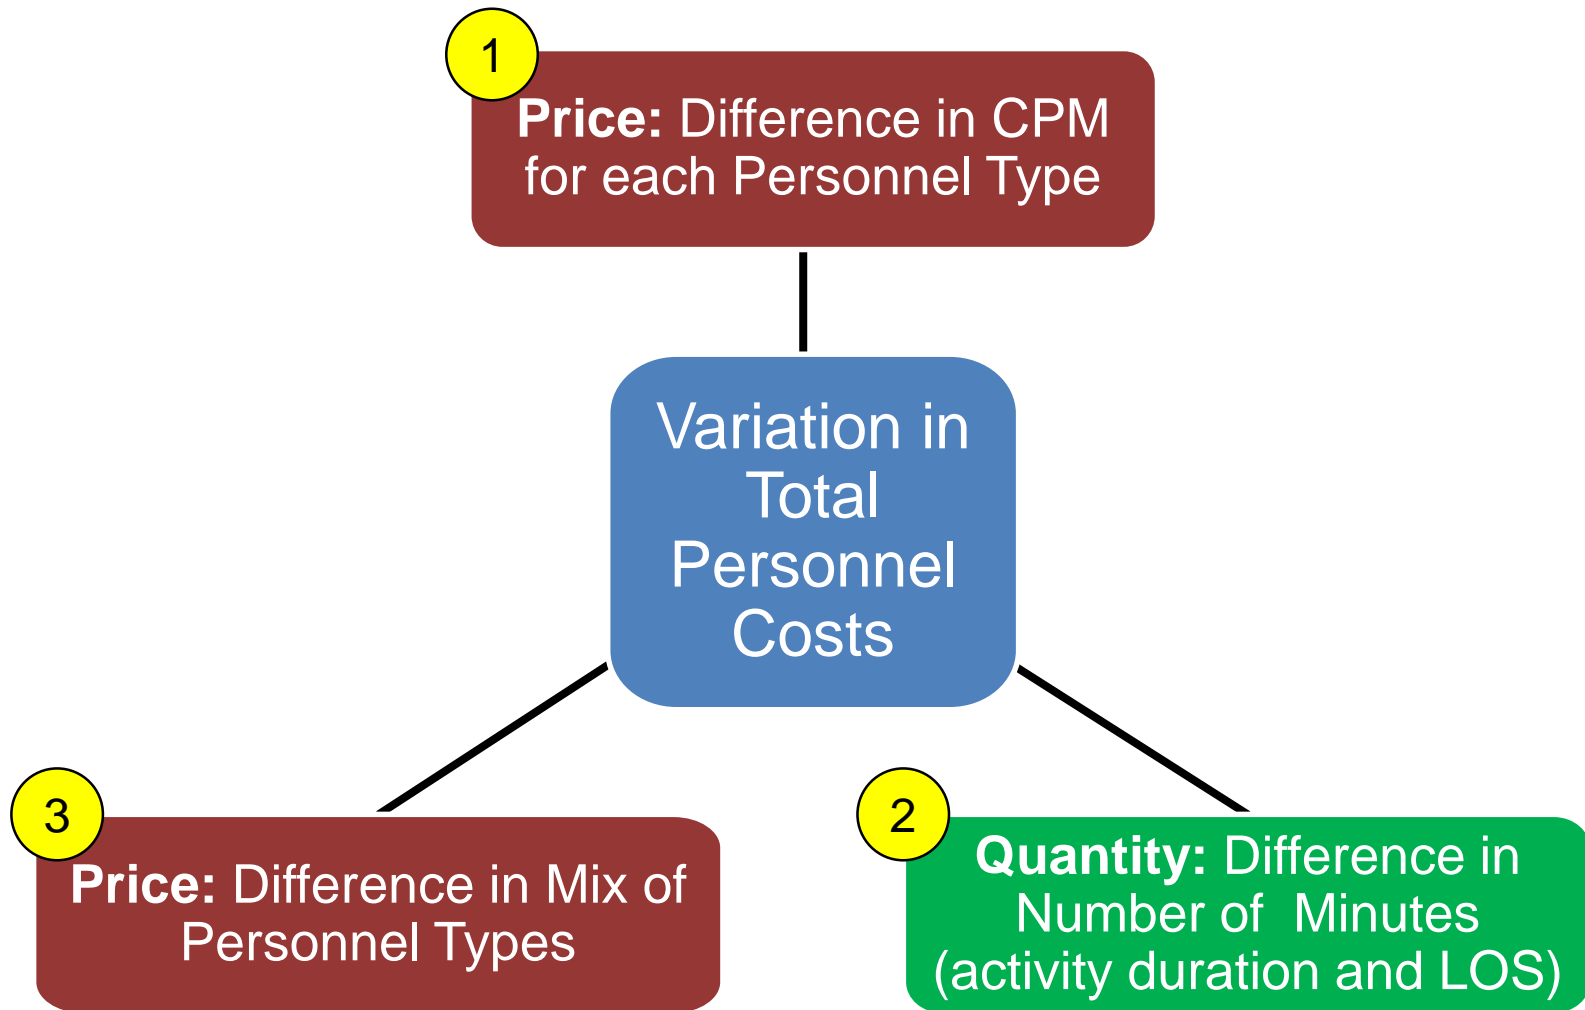 1
Price: Difference in CPM
for each Personnel Type
Variation in
Total
Personnel
Costs
3
Price: Difference in Mix of
Personnel Types
2
Quantity: Difference in
Number of  Minutes
(activity duration and LOS)